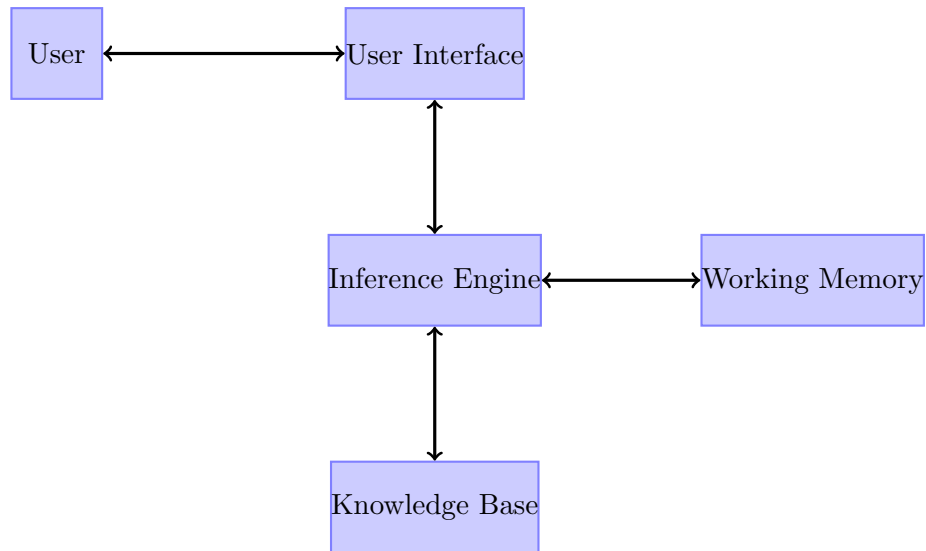 User
User Interface
Inference Engine
Working Memory
Knowledge Base